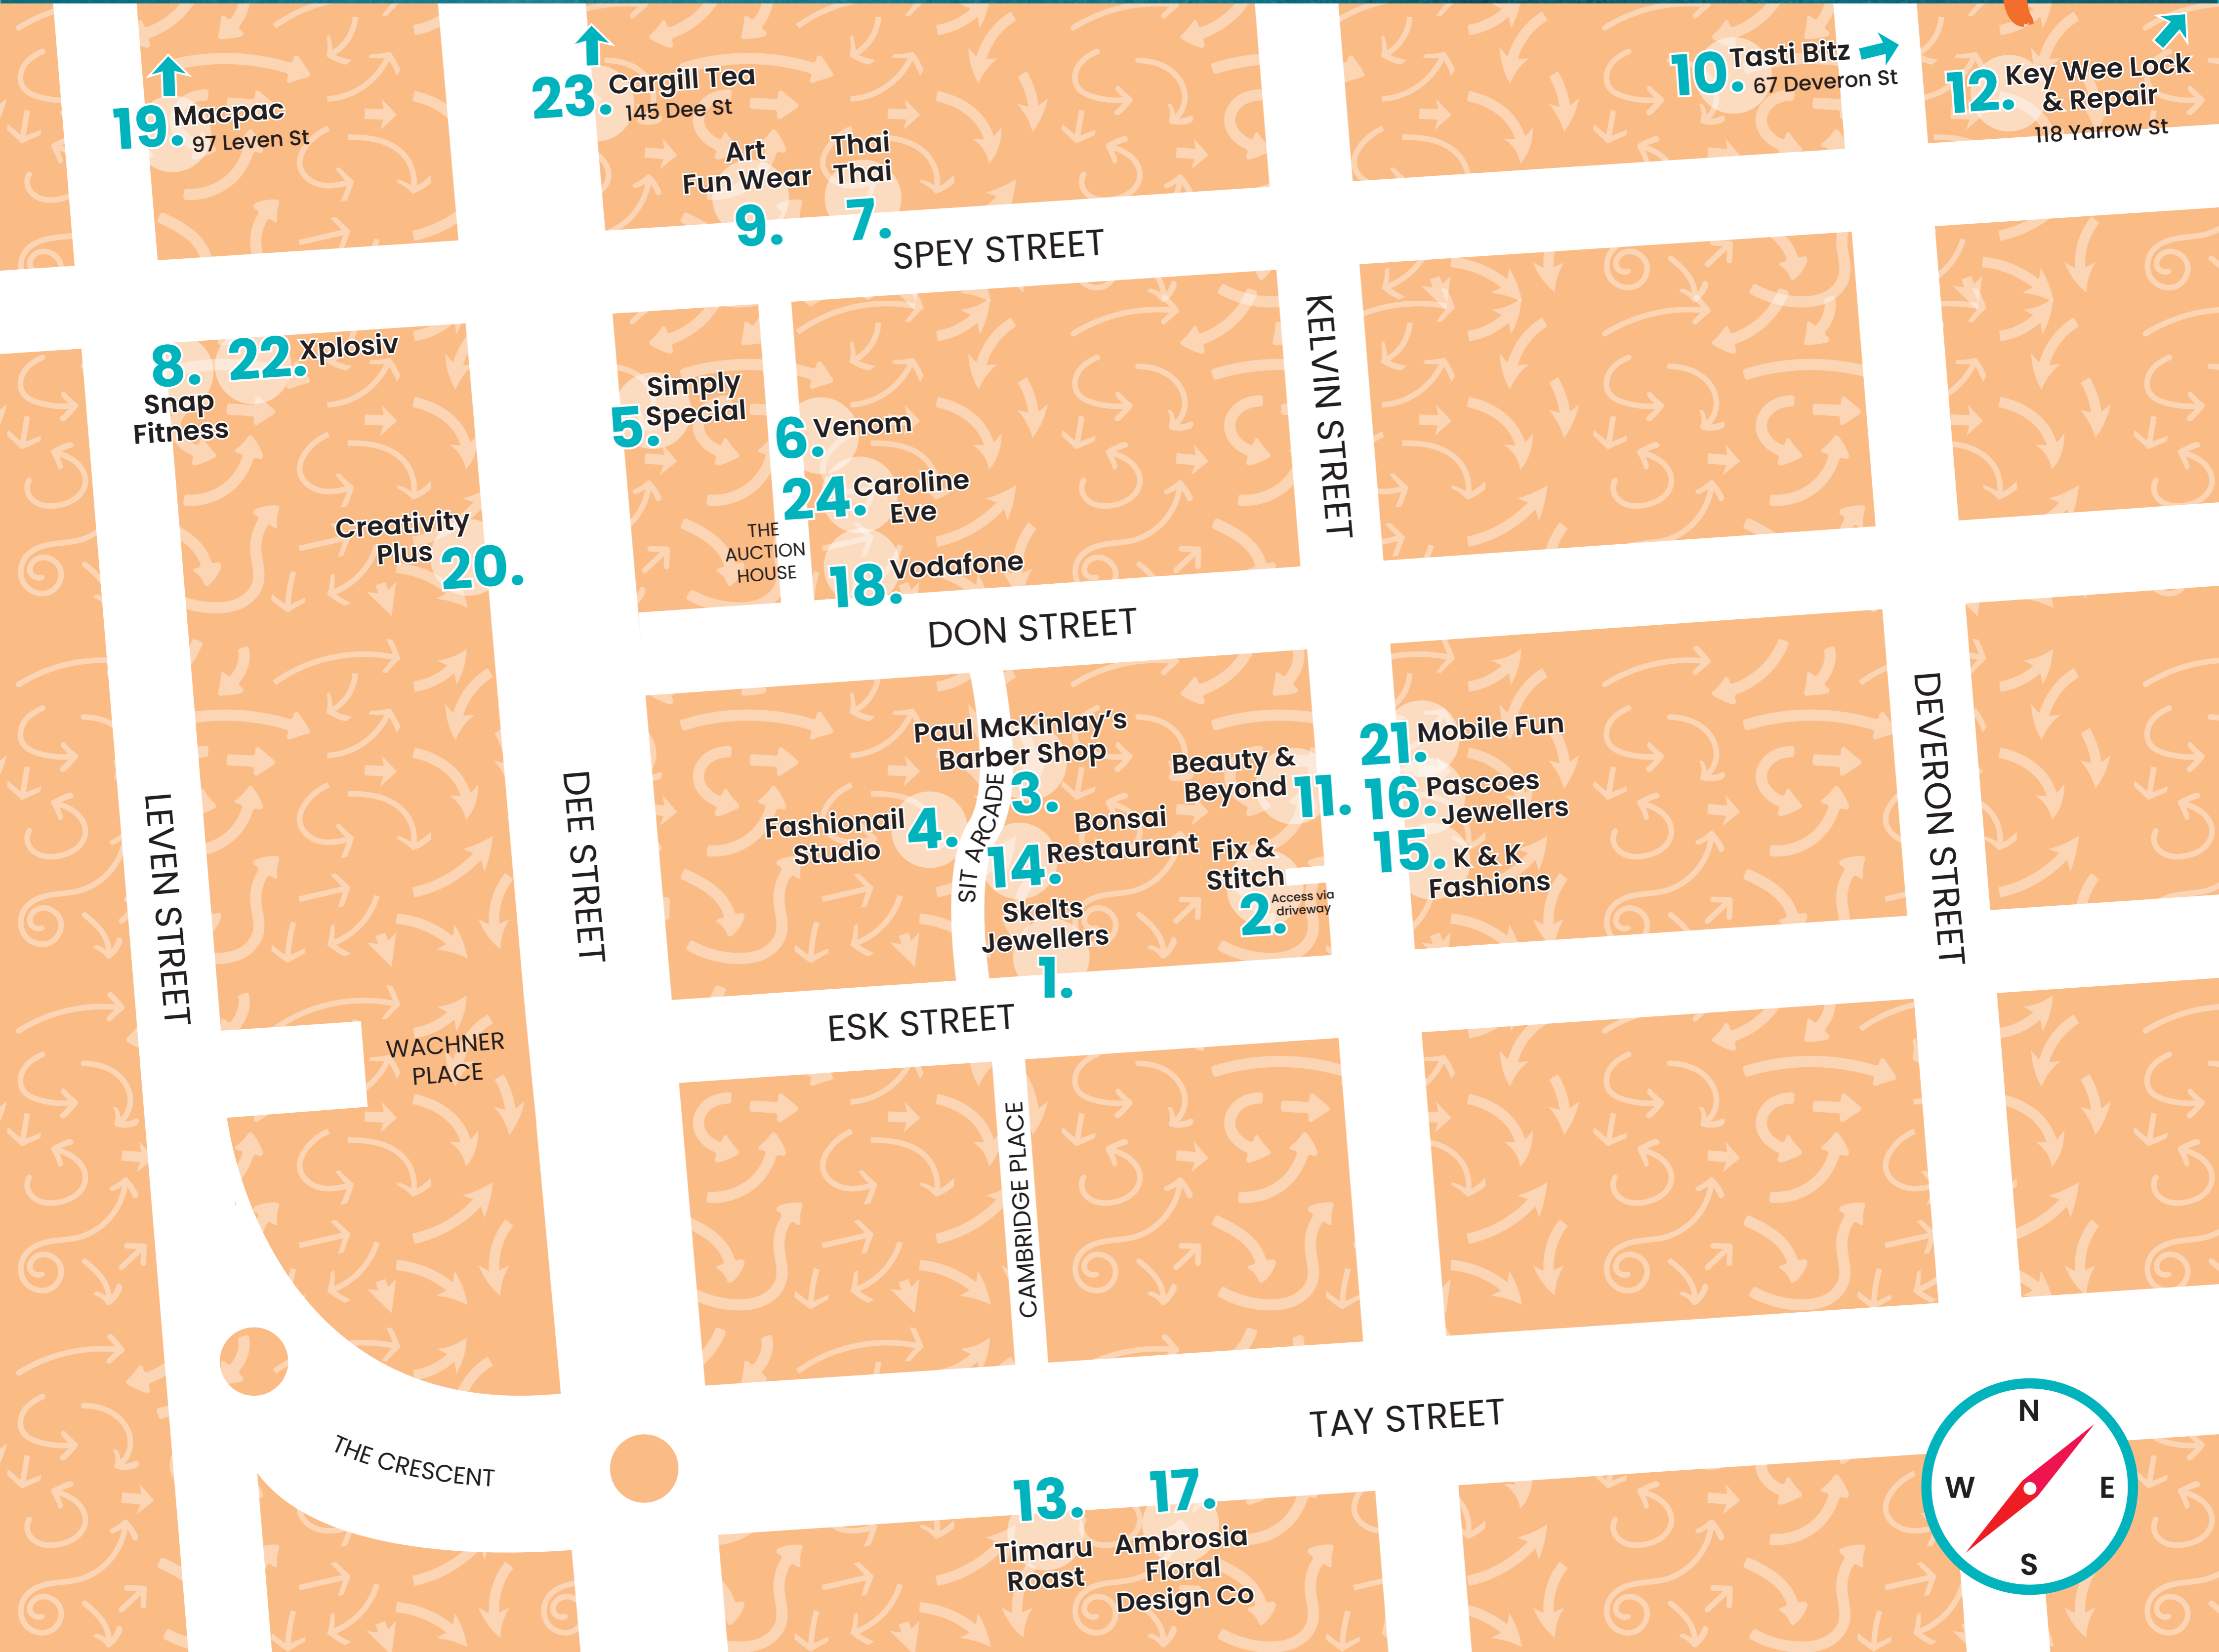 19. Macpac
97 Leven St
23. Cargill Tea
145 Dee St
10. Tasti Bitz
67 Deveron St
12. Key Wee Lock
& Repair
118 Yarrow St
Art
Fun Wear
9.
Thai
Thai
7.
SPEY STREET
8.
Snap
Fitness
22. Xplosiv
Simply
5. Special
6. Venom
24. Caroline
Eve
THE
AUCTION
HOUSE
Creativity
Plus 20.
18. Vodafone
KELVIN STREET
DON STREET
Paul McKinlay's
Barber Shop
3.
Beauty &
Beyond 11.
21. Mobile Fun
16. Pascoes
Jewellers
15. K & K
Fashions
Fashionail 4.
Studio
SIT ARCADE
Bonsai
14. Restaurant
Fix &
Stitch
2. Access via
driveway
Skelts
Jewellers
1.
LEVEN STREET
DEE STREET
DEVERON STREET
ESK STREET
WACHNER
PLACE
CAMBRIDGE PLACE
THE CRESCENT
TAY STREET
13.
Timaru
Roast
17.
Ambrosia
Floral
Design Co
N
W E
S